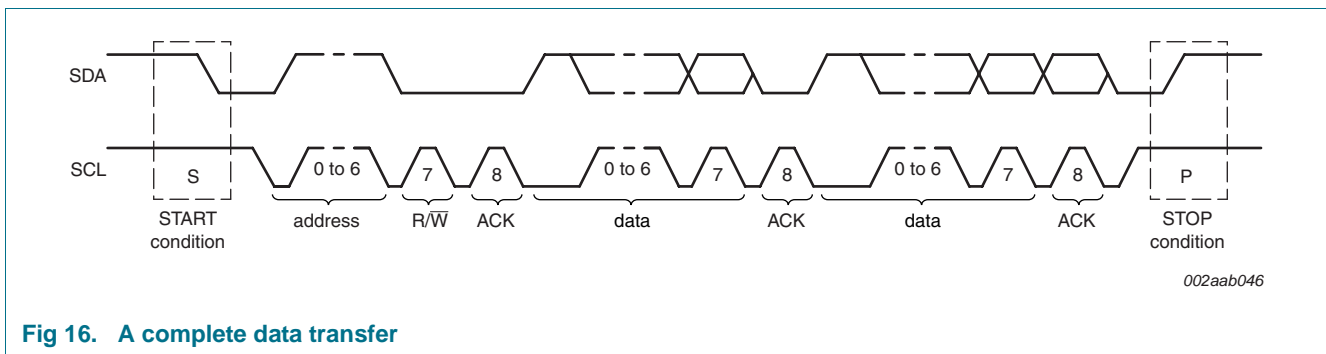 SDA
SCL
S
0 to 6
7
8
0 to 6
7
8
0 to 6
7
8
P
START
condition
address
R/W̅
ACK
data
ACK
data
ACK
STOP
condition
002aab046
Fig 16. A complete data transfer